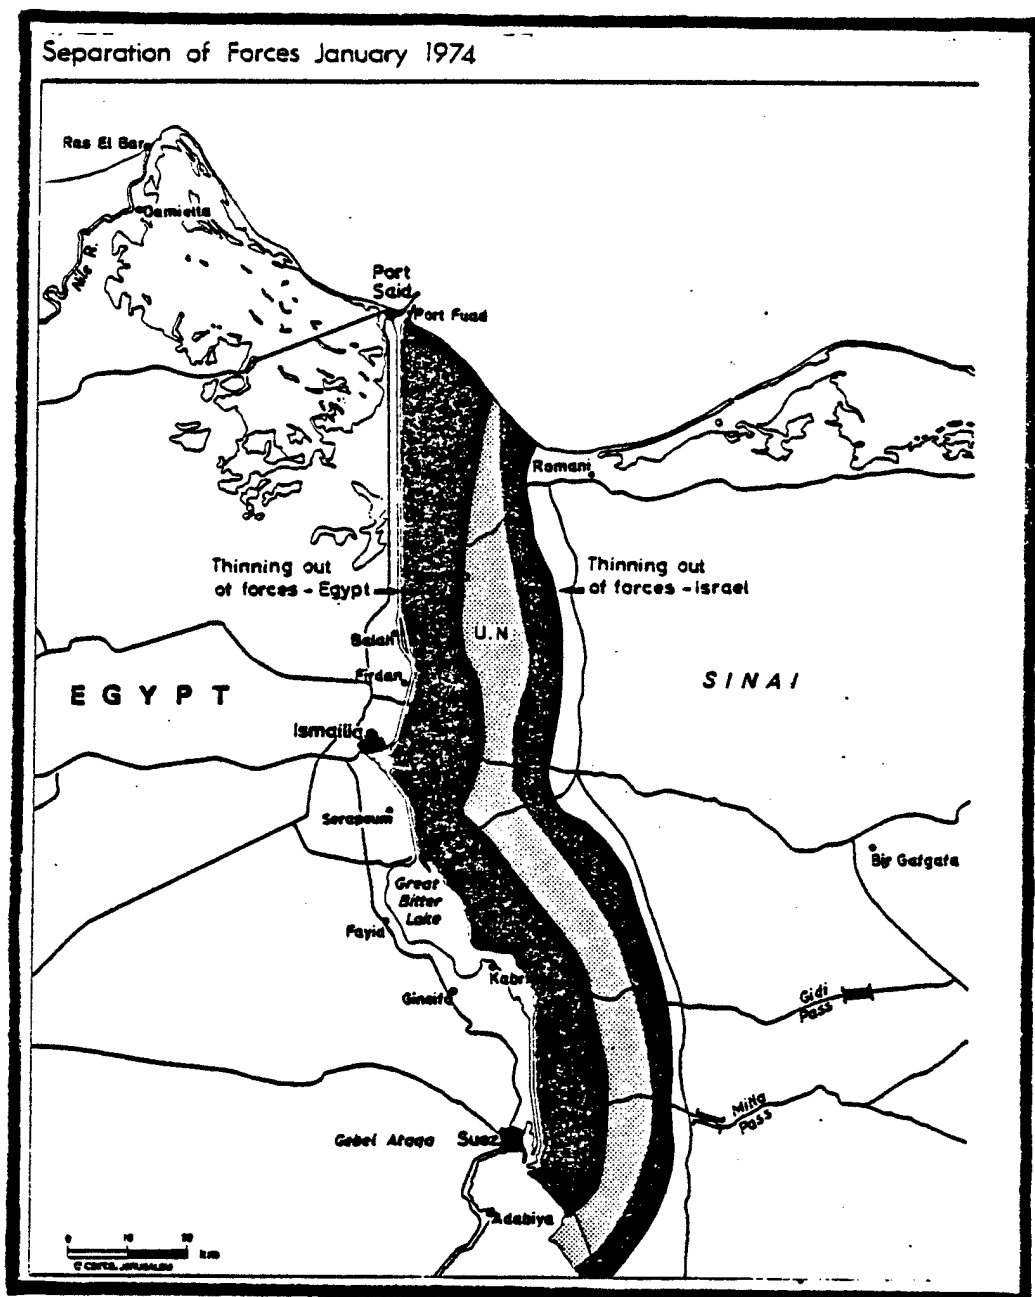 Separation of Forces January 1974
Ras El Bar
Damietta
Nile R.
Port
Said
Port Fuad
Romani
Thinning out
of forces - Egypt
Thinning out
of forces - Israel
U.N
Balah
Firdan
EGYPT
SINAI
Ismailia
Serapeum
Bir Gafgafa
Great
Bitter
Lake
Fayid
Kabrit
Gineifa
Gidi
Pass
Mitla
Pass
Gebel Ataqa
Suez
Adabiya
0 10 20 km
© CARTA, JERUSALEM